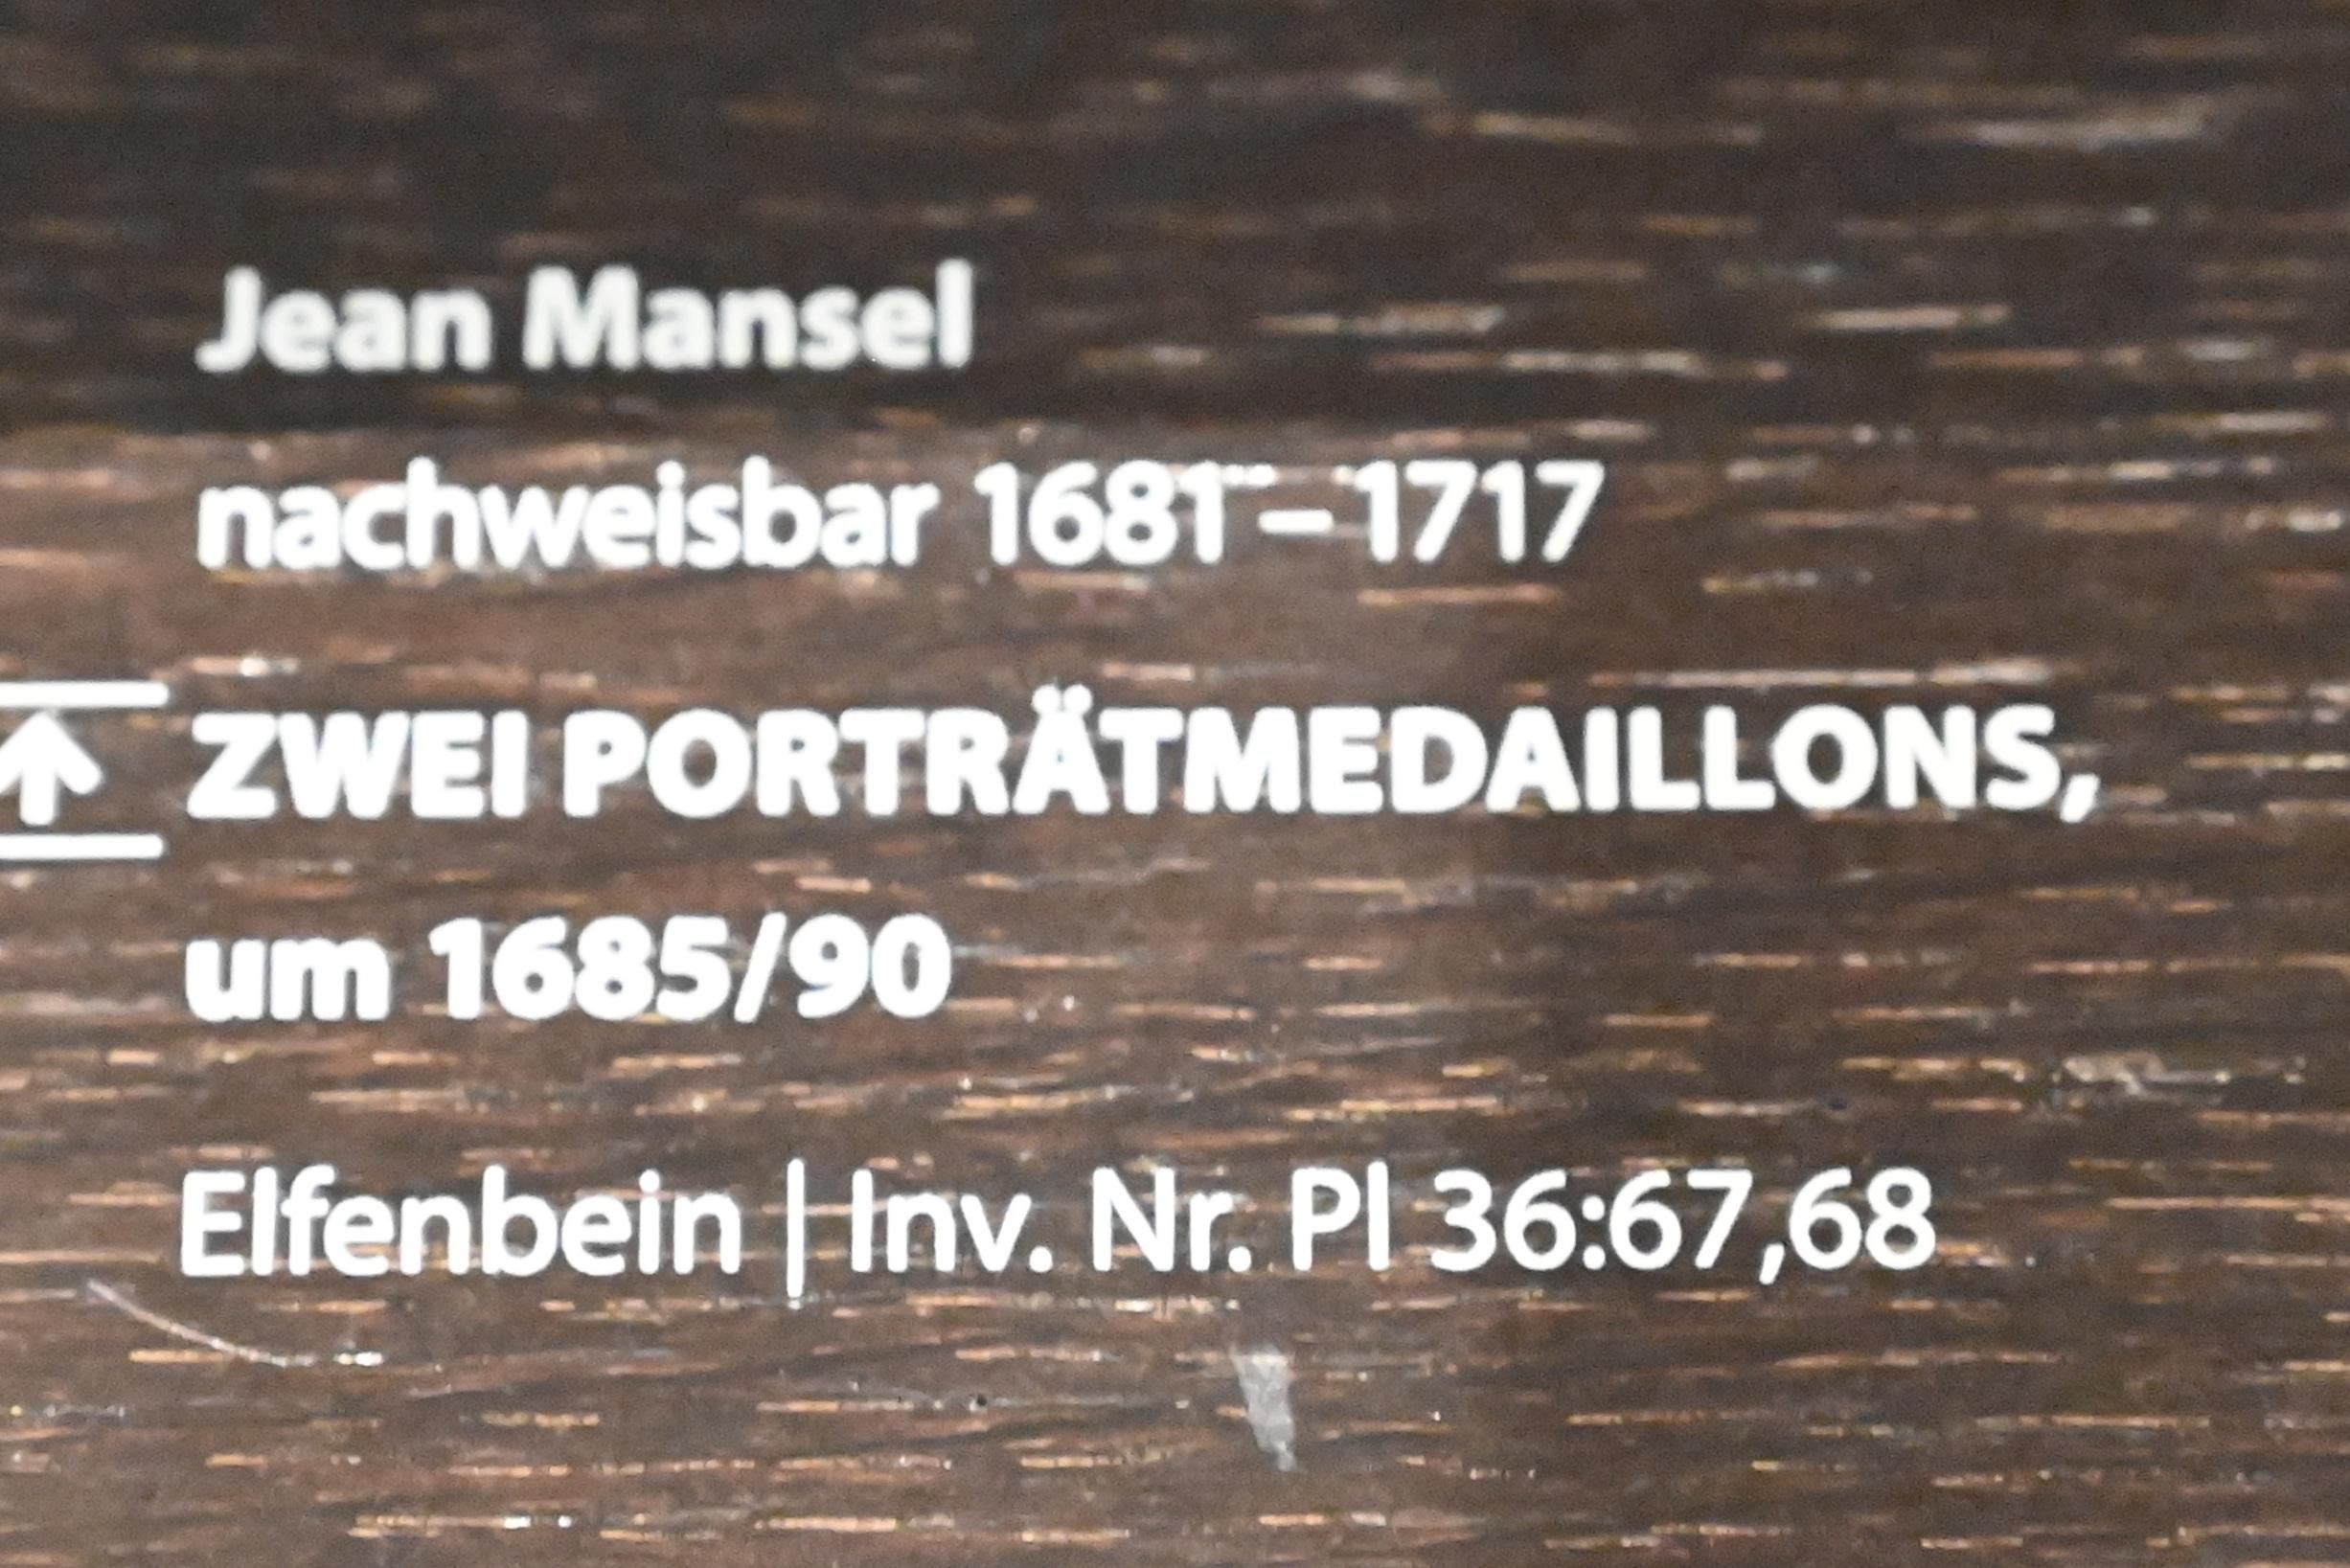 Jean Mansel
nachweisbar 1681 – 1717
ZWEI PORTRÄTMEDAILLONS,
um 1685/90
Elfenbein | Inv. Nr. Pl 36:67,68